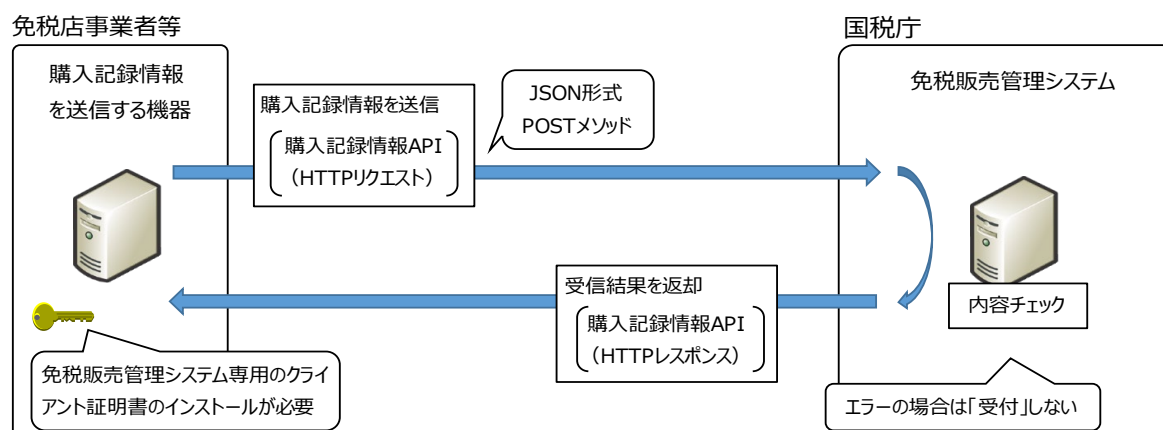 免税店事業者等
国税庁
購入記録情報
を送信する機器
購入記録情報を送信
購入記録情報API
（HTTPリクエスト）
JSON形式
POSTメソッド
免税販売管理システム
受信結果を返却
購入記録情報API
（HTTPレスポンス）
内容チェック
免税販売管理システム専用のクライ
アント証明書のインストールが必要
エラーの場合は「受付」しない